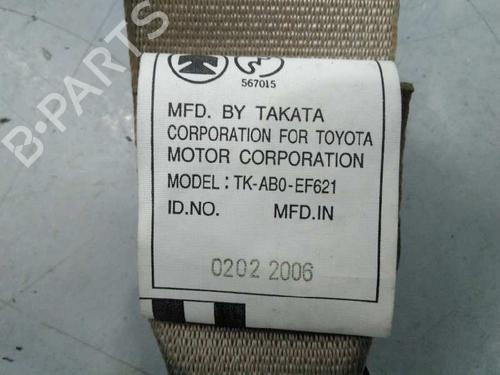 B-PARTS
567015
MFD. BY TAKATA
CORPORATION FOR TOYOTA
MOTOR CORPORATION
MODEL : TK-AB0-EF621
ID.NO. MFD.IN
0202 2006